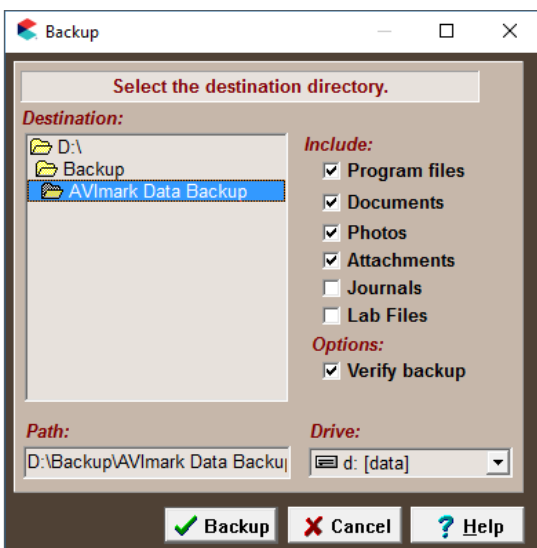 Backup
Select the destination directory.
Destination:
D:\
Backup
AVImark Data Backup
Include:
Program files
Documents
Photos
Attachments
Journals
Lab Files
Options:
Verify backup
Path:
D:\Backup\AVImark Data Backup
Drive:
d: [data]
Backup
Cancel
Help